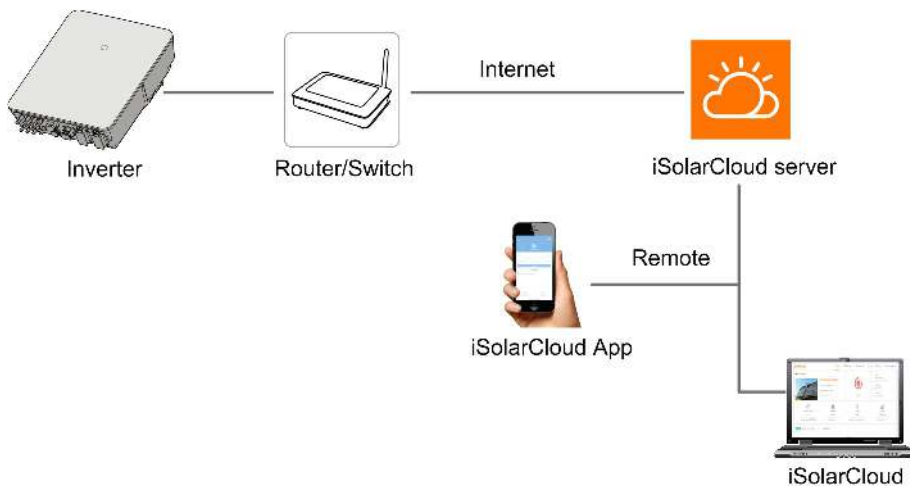 Internet
Inverter
Router/Switch
iSolarCloud server
Remote
iSolarCloud App
iSolarCloud